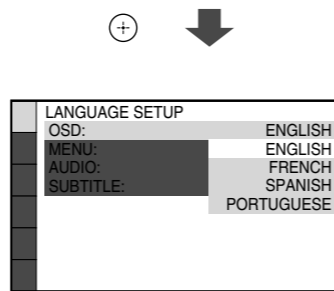 LANGUAGE SETUP
OSD: ENGLISH
MENU: ENGLISH
AUDIO: FRENCH
SUBTITLE: SPANISH
PORTUGUESE